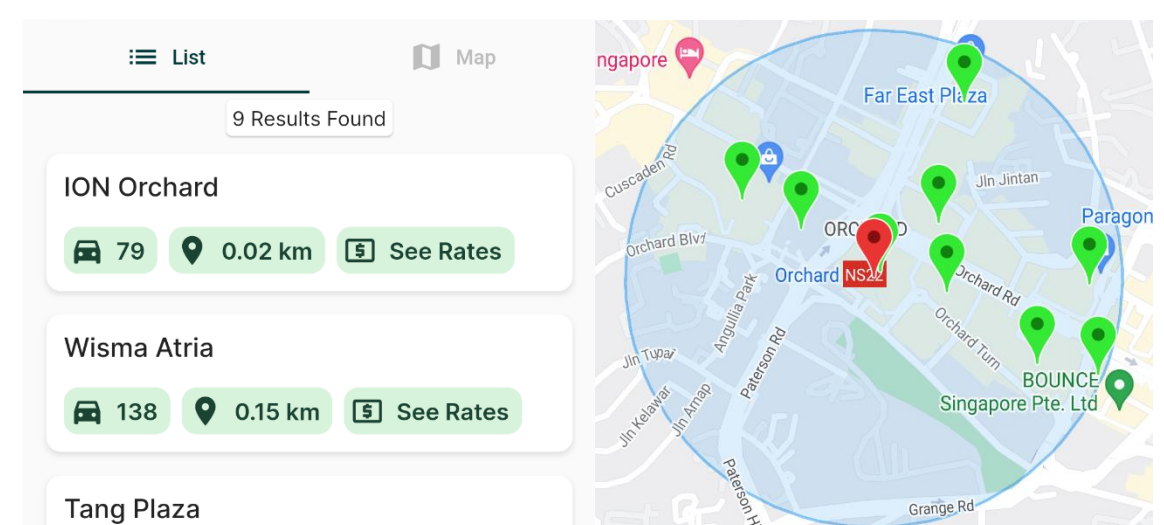 List
Map
9 Results Found
ION Orchard
79
0.02 km
$ See Rates
Wisma Atria
138
0.15 km
$ See Rates
Tang Plaza
ngapore
Far East Plaza
Cuscaden Rd
Jln Jintan
Paragon
Orchard Blvd
Orchard
NS22
Orchard Rd
Angullia Park
Orchard Turn
Jln Tupai
Paterson Rd
BOUNCE
Singapore Pte. Ltd
Jln Kelawar
Jln Arnap
Paterson H
Grange Rd